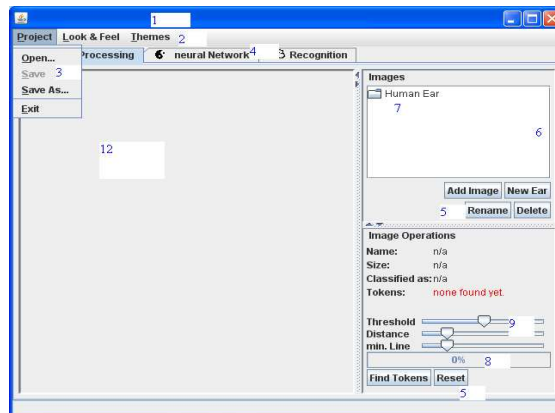 1
Project Look & Feel Themes 2
Processing neural Network 4 Recognition
Open...
Save 3
Save As...
Exit
12
Images
Human Ear
7
6
Add Image New Ear
5 Rename Delete
Image Operations
Name: n/a
Size: n/a
Classified as: n/a
Tokens: none found yet.
Threshold 9
Distance
min. Line
0% 8
Find Tokens Reset
5